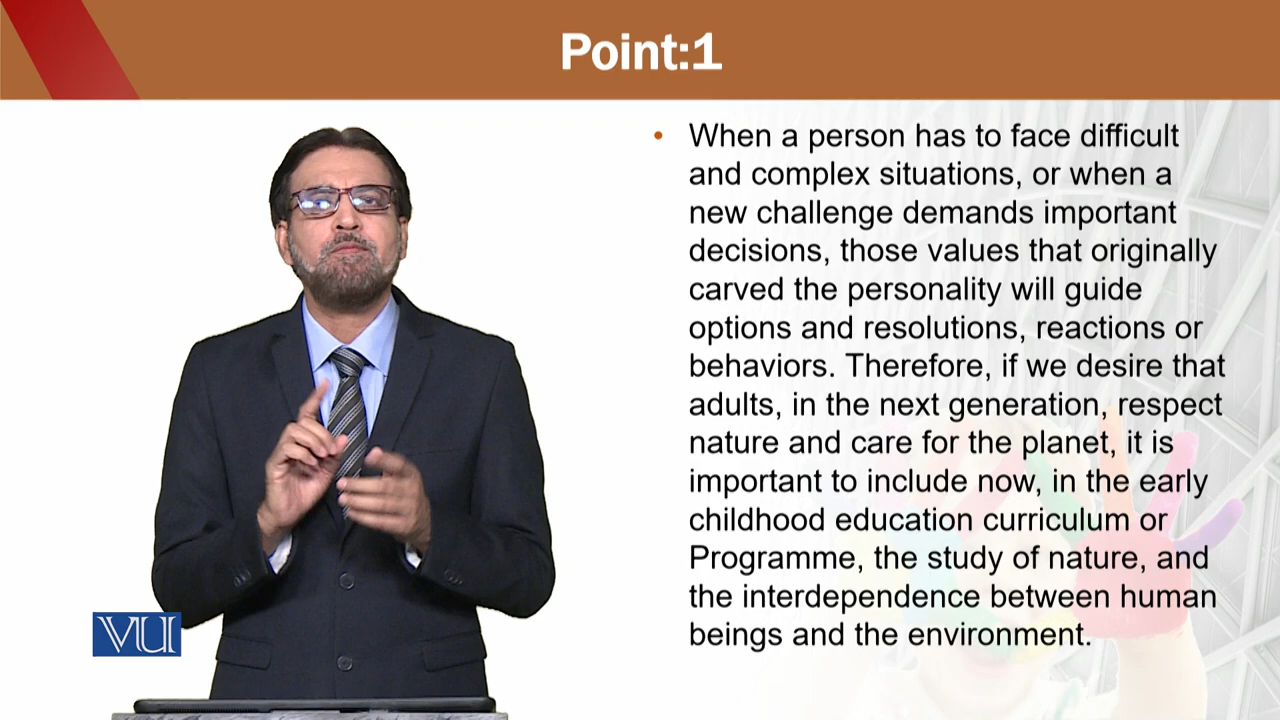 Point:1
• When a person has to face difficult
and complex situations, or when a
new challenge demands important
decisions, those values that originally
carved the personality will guide
options and resolutions, reactions or
behaviors. Therefore, if we desire that
adults, in the next generation, respect
nature and care for the planet, it is
important to include now, in the early
childhood education curriculum or
Programme, the study of nature, and
the interdependence between human
beings and the environment.
VU